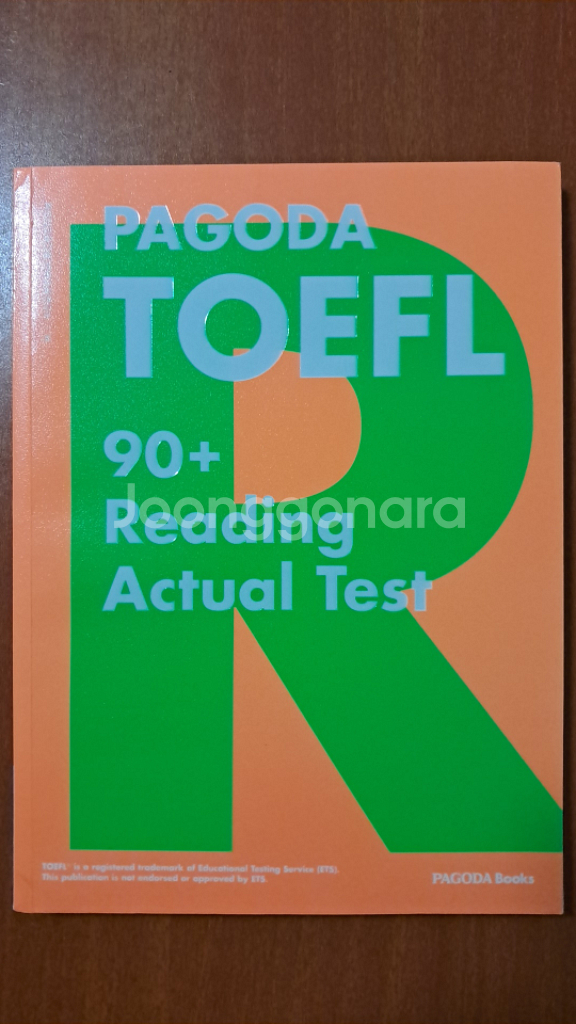 PAGODA
TOEFL
90+
Reading
Joonggonara
Actual Test
TOEFL® is a registered trademark of Educational Testing Service (ETS).
This publication is not endorsed or approved by ETS.
PAGODA Books